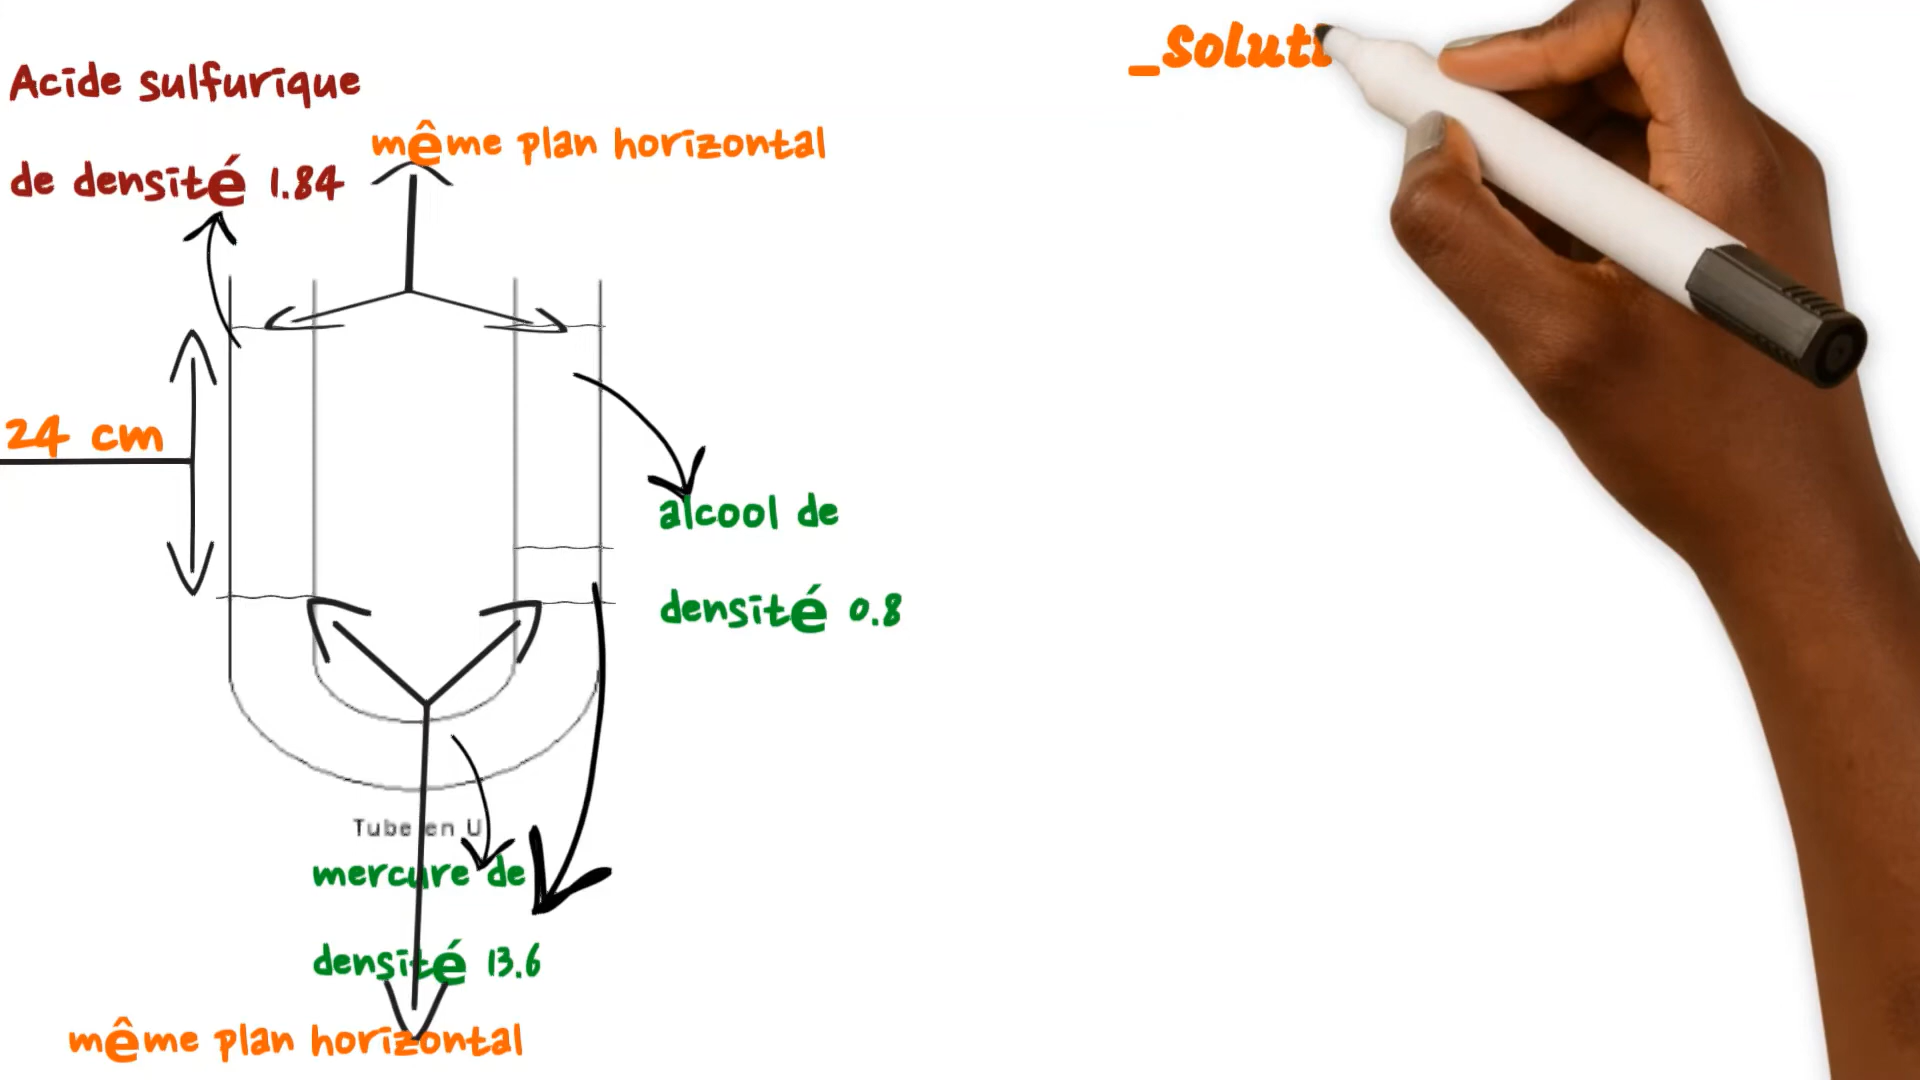 _Soluti
Acide sulfurique
de densité 1.84
même plan horizontal
24 cm
alcool de
densité 0.8
Tube en U
mercure de
densité 13.6
même plan horizontal